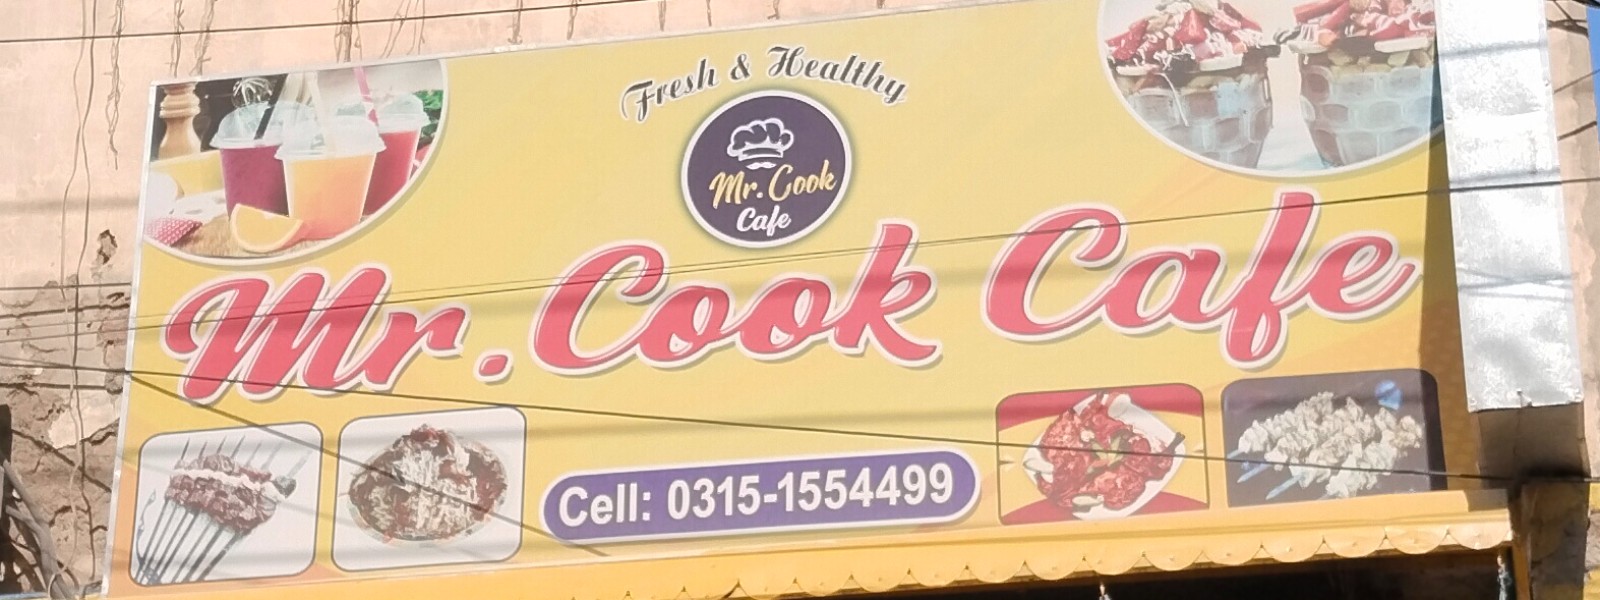 Fresh & Healthy
Mr. Cook
Cafe
Mr. Cook Cafe
Cell: 0315-1554499